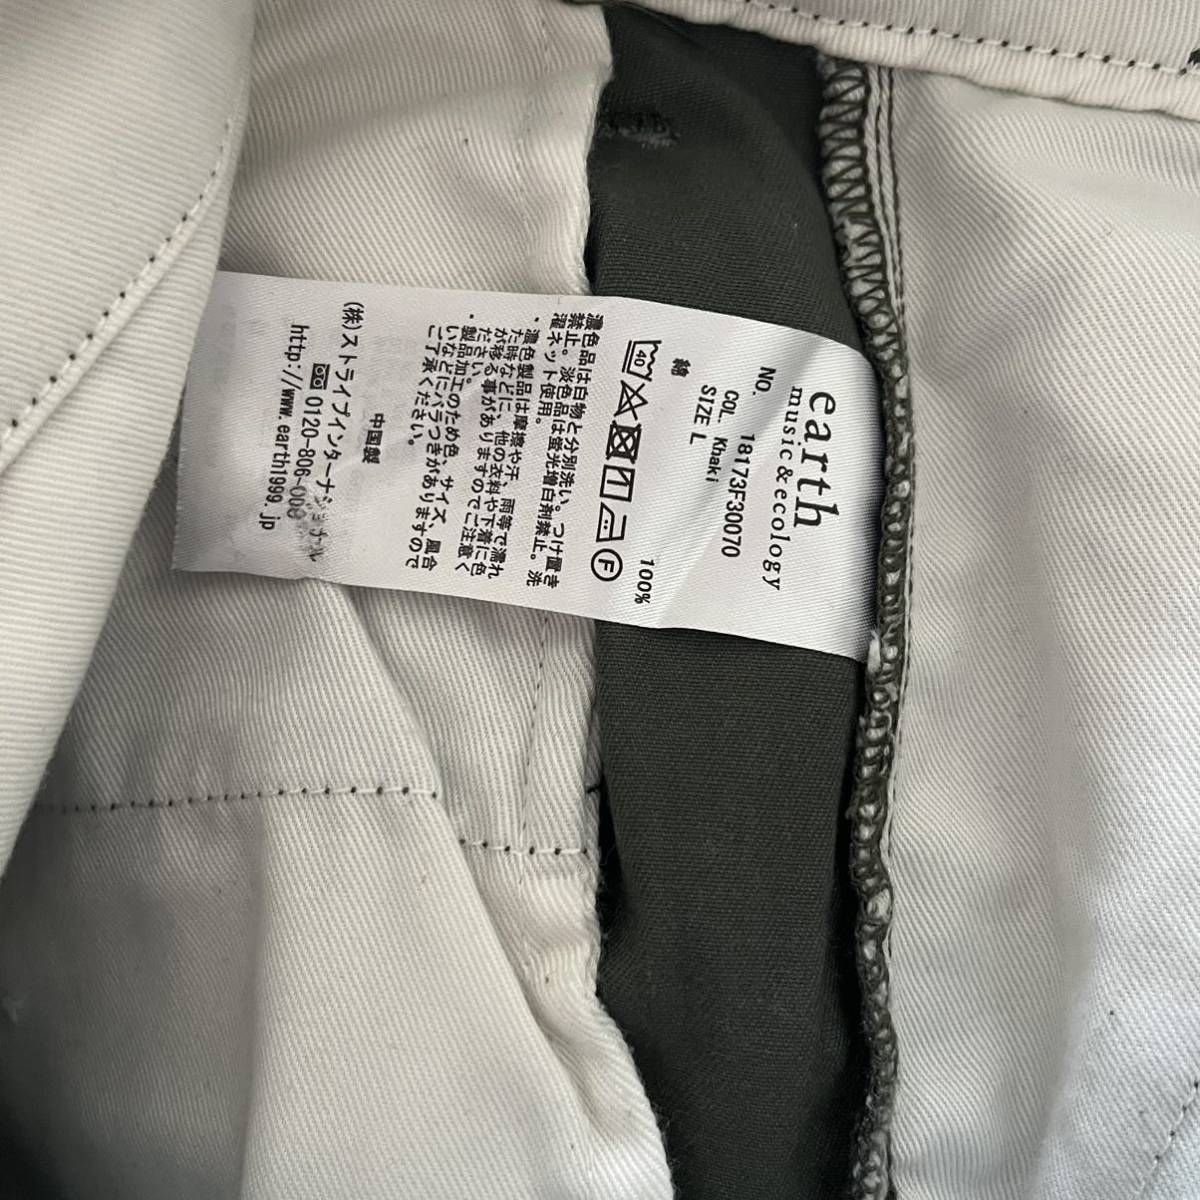 earth
music&ecology
NO. 18173F30070
COL. Khaki
SIZE L
綿 100%
40
F
濃色品は白物と分別洗い。つけ置き
禁止。淡色品は蛍光増白剤禁止。洗
濯ネット使用。
・濃色製品は摩擦や汗、雨等で濡れ
た時などに、他の衣料や下着に色
が移る事がありますのでご注意く
ださい。
・製品加工のため色、サイズ、風合
いなどにバラつきがありますので
ご了承ください。
中国製
(株)ストライプインターナショナル
0120-806-
http://www.earth1999.jp